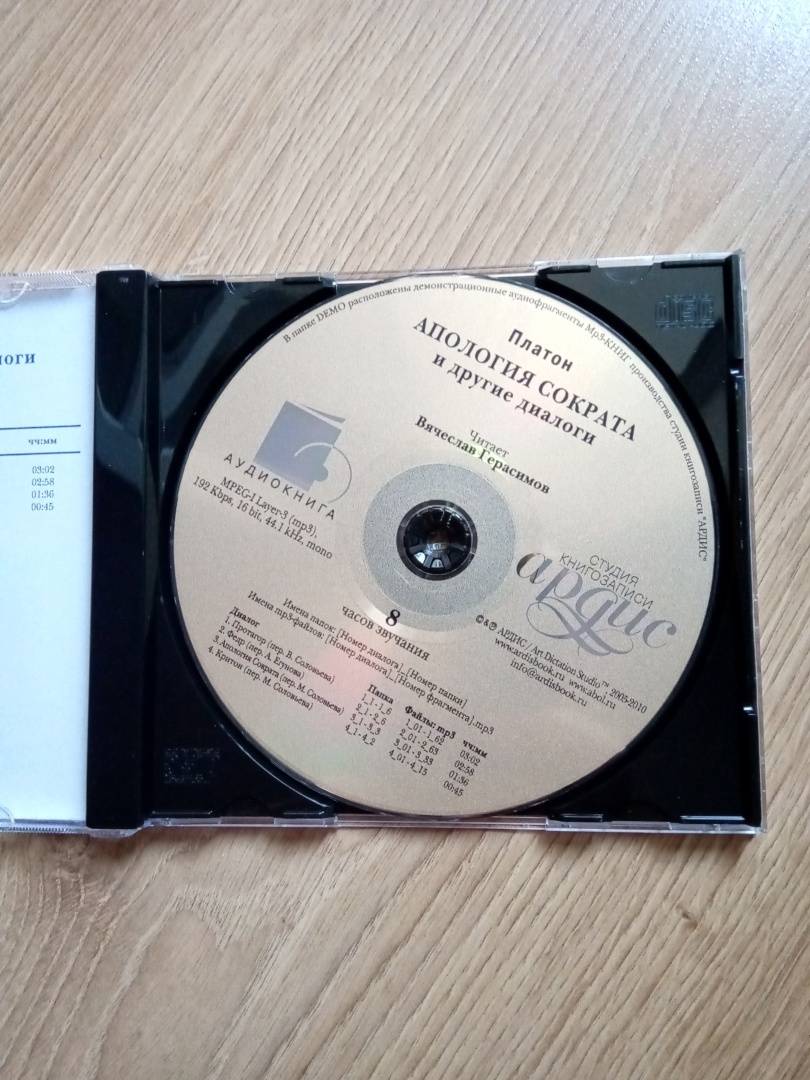 логи
чч:мм
03:02
02:58
01:36
00:45
В папке DEMO расположены демонстрационные аудиофрагменты Mp3-КНИГ производства студии книгозаписи "АРДИС"
Платон
АПОЛОГИЯ СОКРАТА
и другие диалоги
Читает
Вячеслав Герасимов
АУДИОКНИГА
MPEG-1 Layer-3 (mp3),
192 Kbps, 16 bit, 44.1 kHz, mono
СТУДИЯ
КНИГОЗАПИСИ
ардис
©&℗ АРДИС / Art Dictation Studio™ 2005-2010
www.ardisbook.ru www.aboi.ru
info@ardisbook.ru
8
часов звучания
Имена папок: [Номер диалога]_[Номер папки]
Имена mp3-файлов: [Номер диалога]_[Номер фрагмента].mp3
Диалог Папка Файлы: mp3 чч:мм
1. Протагор (пер. В. Соловьева) 1_1-1_6 1_01-1_62 03:02
2. Федр (пер. А. Егунова) 2_1-2_6 2_01-2_63 02:58
3. Апология Сократа (пер. М. Соловьева) 3_1-3_3 3_01-3_33 01:36
4. Критон (пер. М. Соловьева) 4_1-4_2 4_01-4_15 00:45